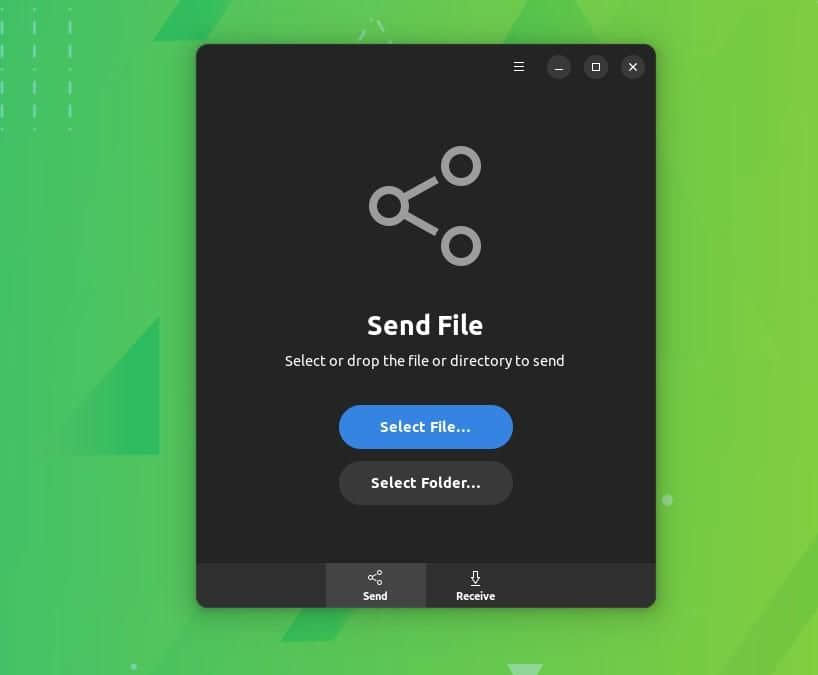 Send File
Select or drop the file or directory to send
Select File...
Select Folder...
Send
Receive